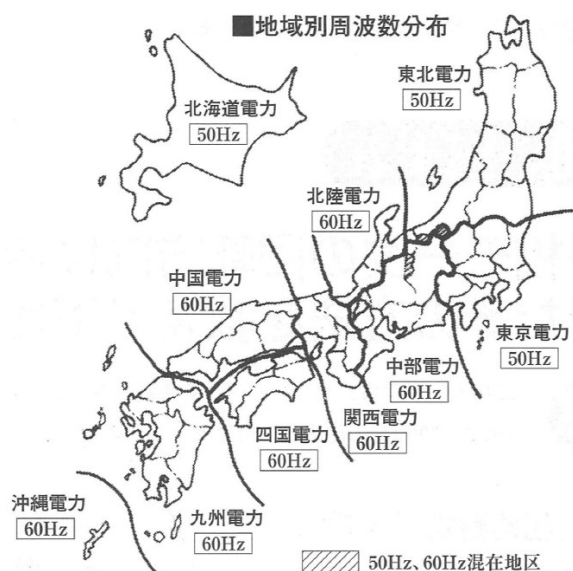 ■地域別周波数分布
東北電力
50Hz
北海道電力
50Hz
北陸電力
60Hz
中国電力
60Hz
東京電力
50Hz
中部電力
60Hz
関西電力
60Hz
四国電力
60Hz
九州電力
60Hz
沖縄電力
60Hz
50Hz、60Hz混在地区